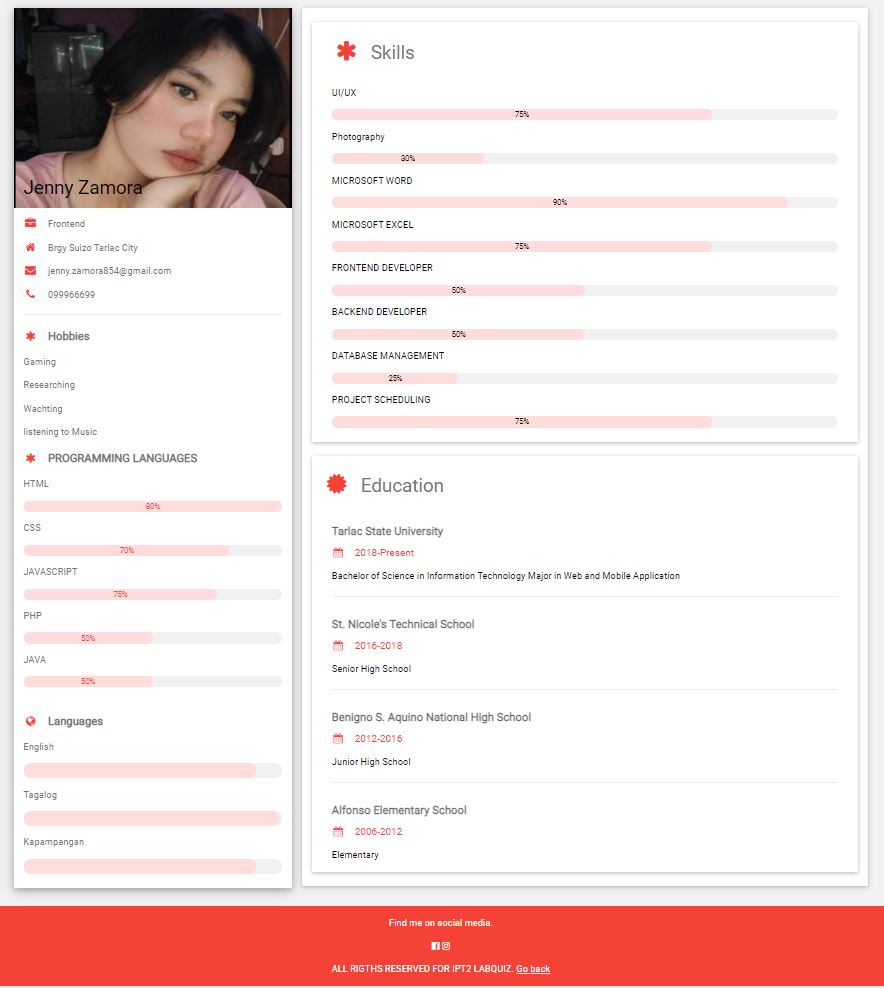 Jenny Zamora
Frontend
Brgy Suizo Tarlac City
jenny.zamora854@gmail.com
099966699
Hobbies
Gaming
Researching
Wachting
listening to Music
PROGRAMMING LANGUAGES
HTML
80%
CSS
70%
JAVASCRIPT
75%
PHP
50%
JAVA
50%
Languages
English
Tagalog
Kapampangan
Skills
UI/UX
75%
Photography
30%
MICROSOFT WORD
90%
MICROSOFT EXCEL
75%
FRONTEND DEVELOPER
50%
BACKEND DEVELOPER
50%
DATABASE MANAGEMENT
25%
PROJECT SCHEDULING
75%
Education
Tarlac State University
2018-Present
Bachelor of Science in Information Technology Major in Web and Mobile Application
St. Nicole's Technical School
2016-2018
Senior High School
Benigno S. Aquino National High School
2012-2016
Junior High School
Alfonso Elementary School
2006-2012
Elementary
Find me on social media.
ALL RIGTHS RESERVED FOR IPT2 LABQUIZ. Go back